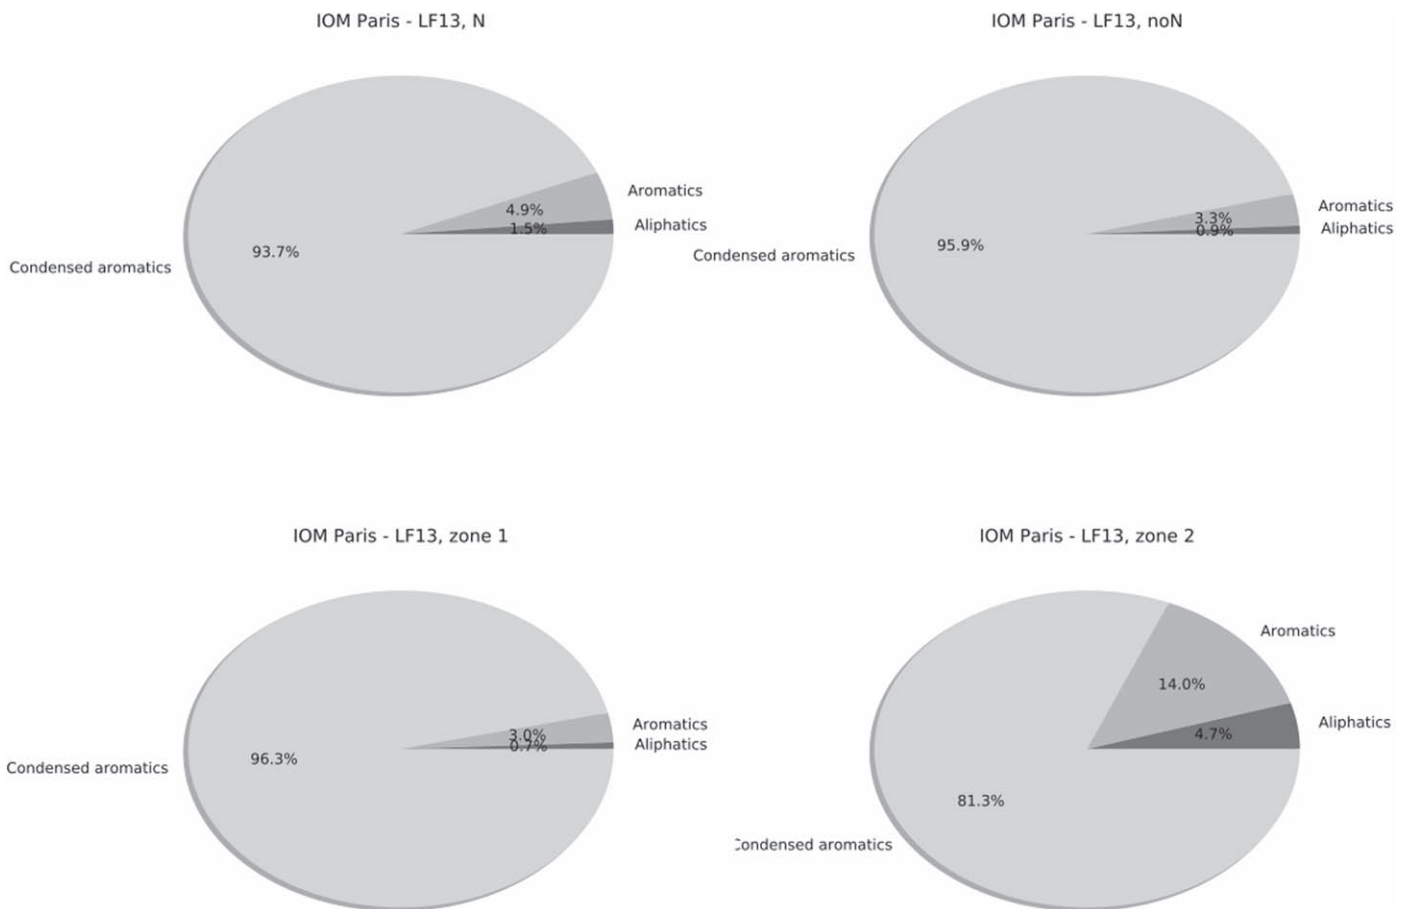 IOM Paris - LF13, N
Aromatics
4.9%
Aliphatics
1.5%
93.7%
Condensed aromatics
IOM Paris - LF13, noN
Aromatics
3.3%
Aliphatics
0.9%
95.9%
Condensed aromatics
IOM Paris - LF13, zone 1
Aromatics
3.0%
Aliphatics
0.7%
96.3%
Condensed aromatics
IOM Paris - LF13, zone 2
Aromatics
14.0%
Aliphatics
4.7%
81.3%
Condensed aromatics